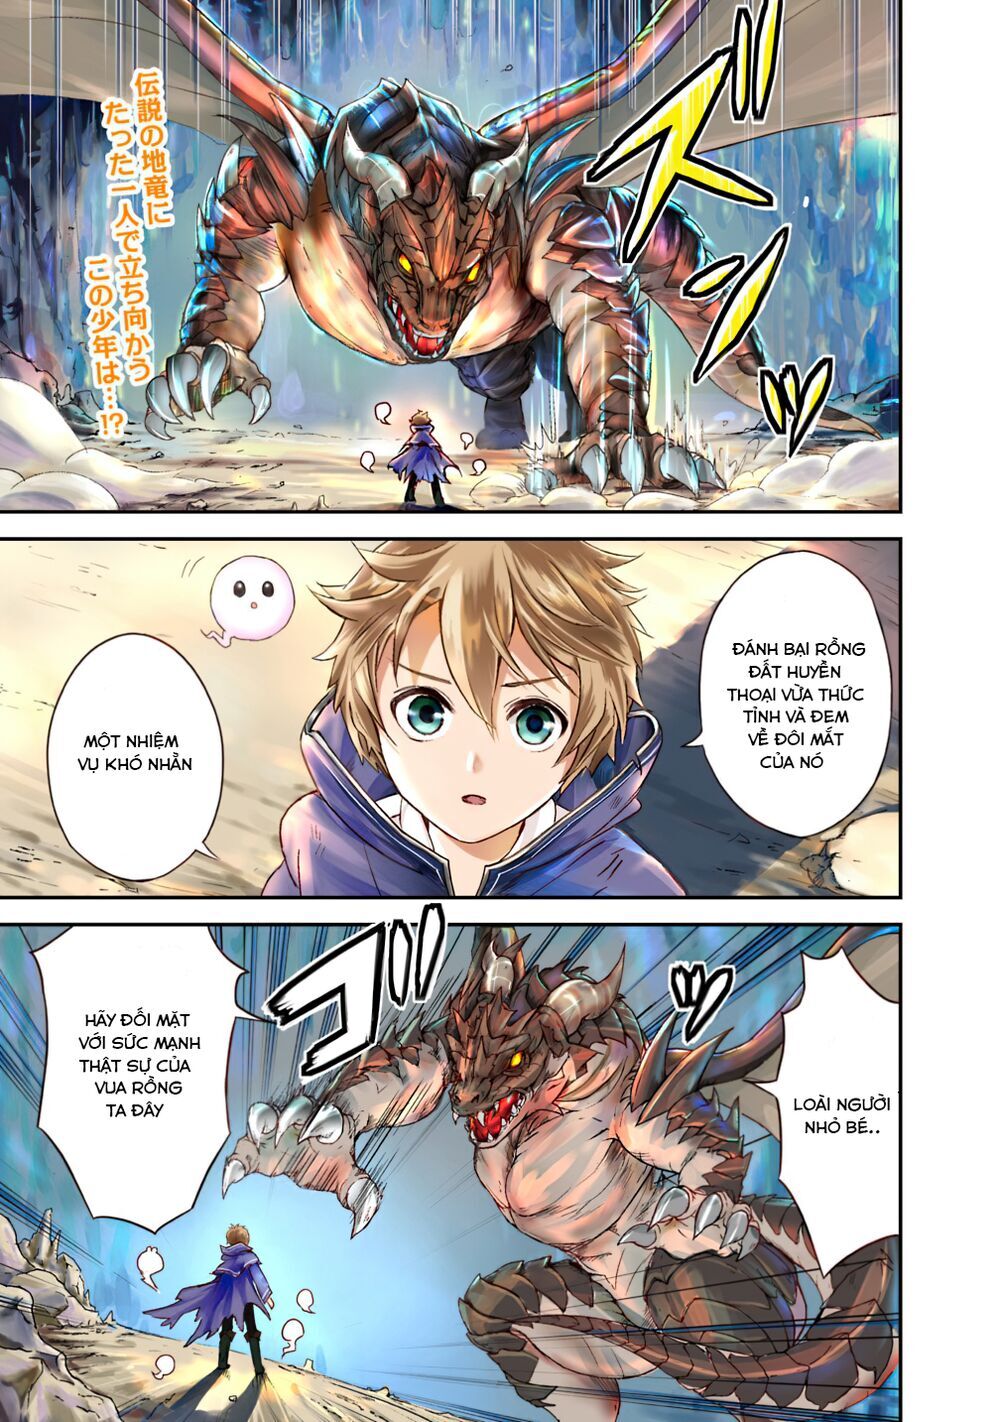 伝説の地竜に
たった一人で立ち向かう
この少年は…!?
ズシッ
ĐÁNH BẠI RỒNG
ĐẤT HUYỀN
THOẠI VỪA THỨC
TỈNH VÀ ĐEM
VỀ ĐÔI MẮT
CỦA NÓ
MỘT NHIỆM
VỤ KHÓ NHẰN
LOÀI NGƯỜI
NHỎ BÉ..
ゴオッ
HÃY ĐỐI MẶT
VỚI SỨC MẠNH
THẬT SỰ CỦA
VUA RỒNG
TA ĐÂY